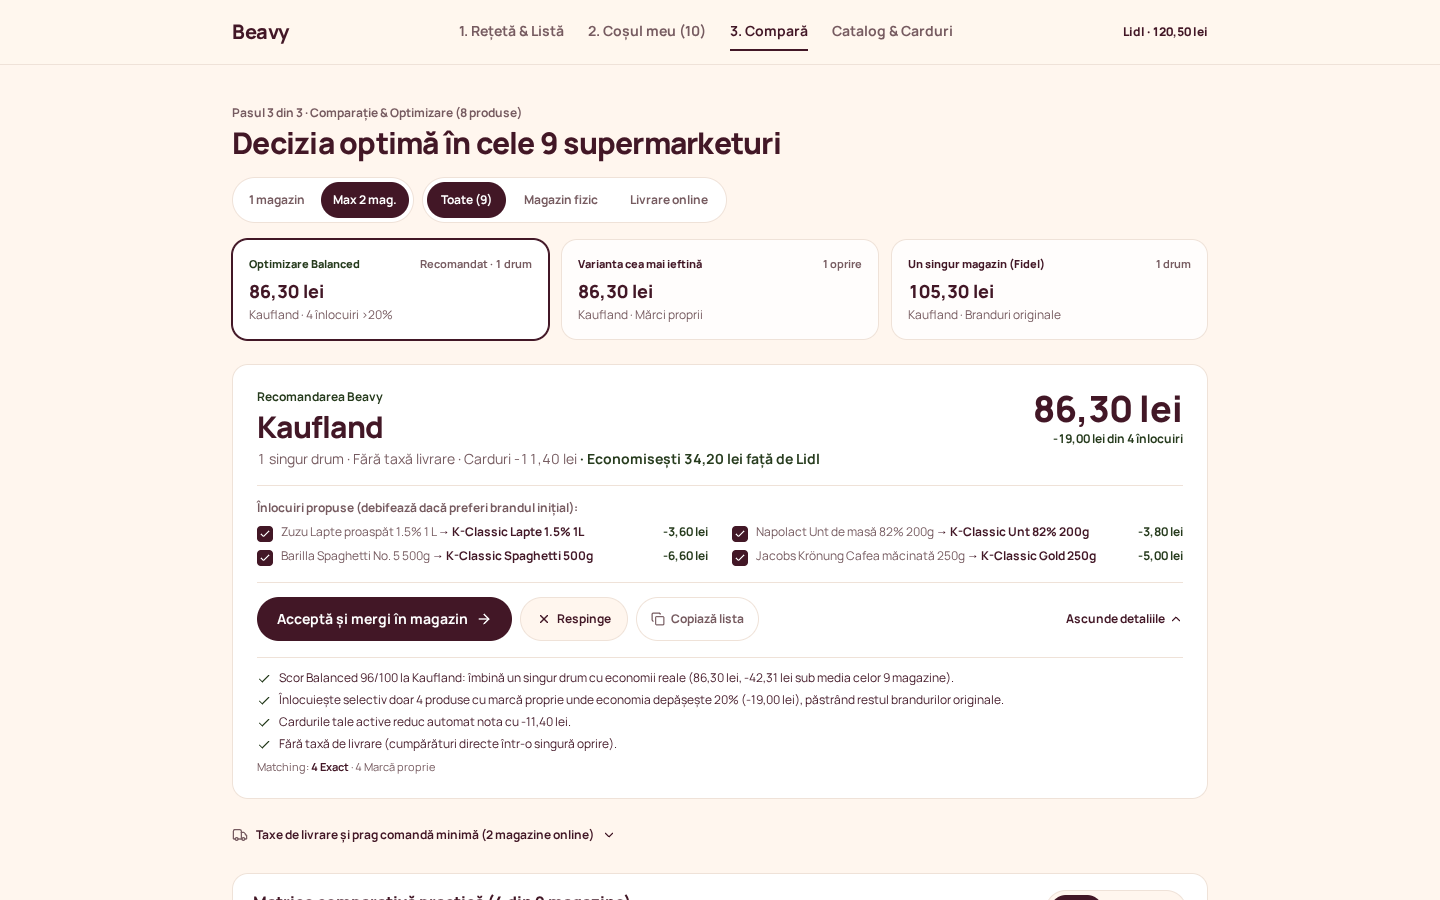 Beavy
1. Rețetă & Listă
2. Coșul meu (10)
3. Compară
Catalog & Carduri
Lidl · 120,50 lei
Pasul 3 din 3 · Comparație & Optimizare (8 produse)
Decizia optimă în cele 9 supermarketuri
1 magazin
Max 2 mag.
Toate (9)
Magazin fizic
Livrare online
Optimizare Balanced
Recomandat · 1 drum
86,30 lei
Kaufland · 4 înlocuiri >20%
Varianta cea mai ieftină
1 oprire
86,30 lei
Kaufland · Mărci proprii
Un singur magazin (Fidel)
1 drum
105,30 lei
Kaufland · Branduri originale
Recomandarea Beavy
Kaufland
1 singur drum · Fără taxă livrare · Carduri -11,40 lei · Economisești 34,20 lei față de Lidl
86,30 lei
-19,00 lei din 4 înlocuiri
Înlocuiri propuse (debifează dacă preferi brandul inițial):
Zuzu Lapte proaspăt 1.5% 1 L → K-Classic Lapte 1.5% 1L -3,60 lei
Napolact Unt de masă 82% 200g → K-Classic Unt 82% 200g -3,80 lei
Barilla Spaghetti No. 5 500g → K-Classic Spaghetti 500g -6,60 lei
Jacobs Krönung Cafea măcinată 250g → K-Classic Gold 250g -5,00 lei
Acceptă și mergi în magazin
Respinge
Copiază lista
Ascunde detaliile
Scor Balanced 96/100 la Kaufland: îmbină un singur drum cu economii reale (86,30 lei, -42,31 lei sub media celor 9 magazine).
Înlocuiește selectiv doar 4 produse cu marcă proprie unde economia depășește 20% (-19,00 lei), păstrând restul brandurilor originale.
Cardurile tale active reduc automat nota cu -11,40 lei.
Fără taxă de livrare (cumpărături directe într-o singură oprire).
Matching: 4 Exact · 4 Marcă proprie
Taxe de livrare și prag comandă minimă (2 magazine online)
Matrice comparativă practică (4 din 9 magazine)